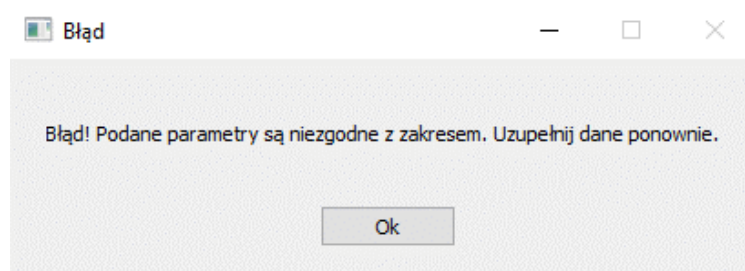 Błąd
Błąd! Podane parametry są niezgodne z zakresem. Uzupełnij dane ponownie.
Ok